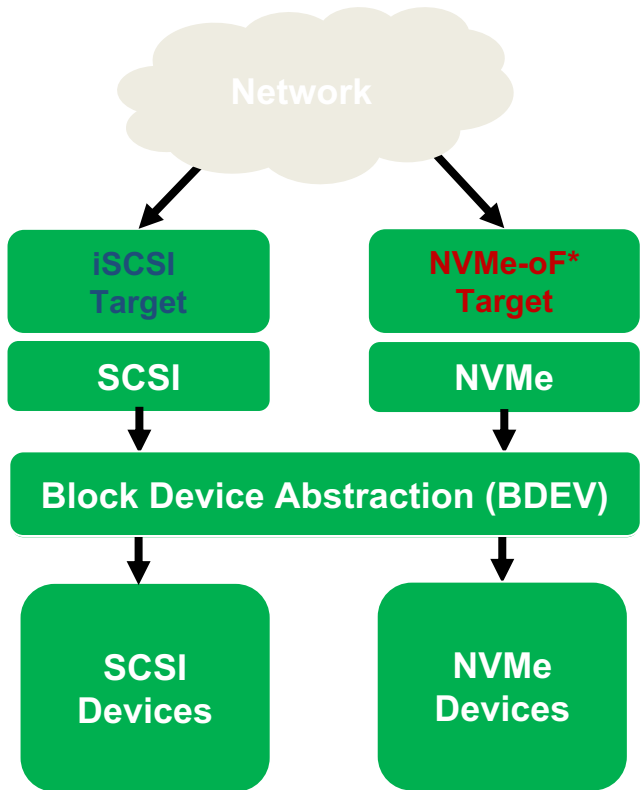 Network
iSCSI
Target
NVMe-oF*
Target
SCSI
NVMe
Block Device Abstraction (BDEV)
SCSI
Devices
NVMe
Devices